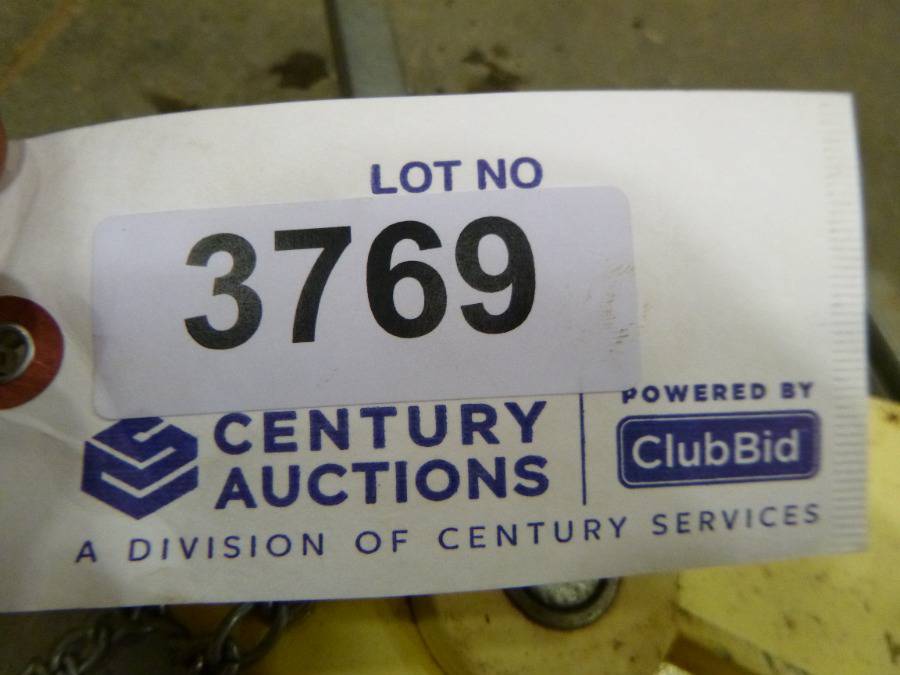 LOT NO
3769
CENTURY
AUCTIONS
POWERED BY
ClubBid
A DIVISION OF CENTURY SERVICES